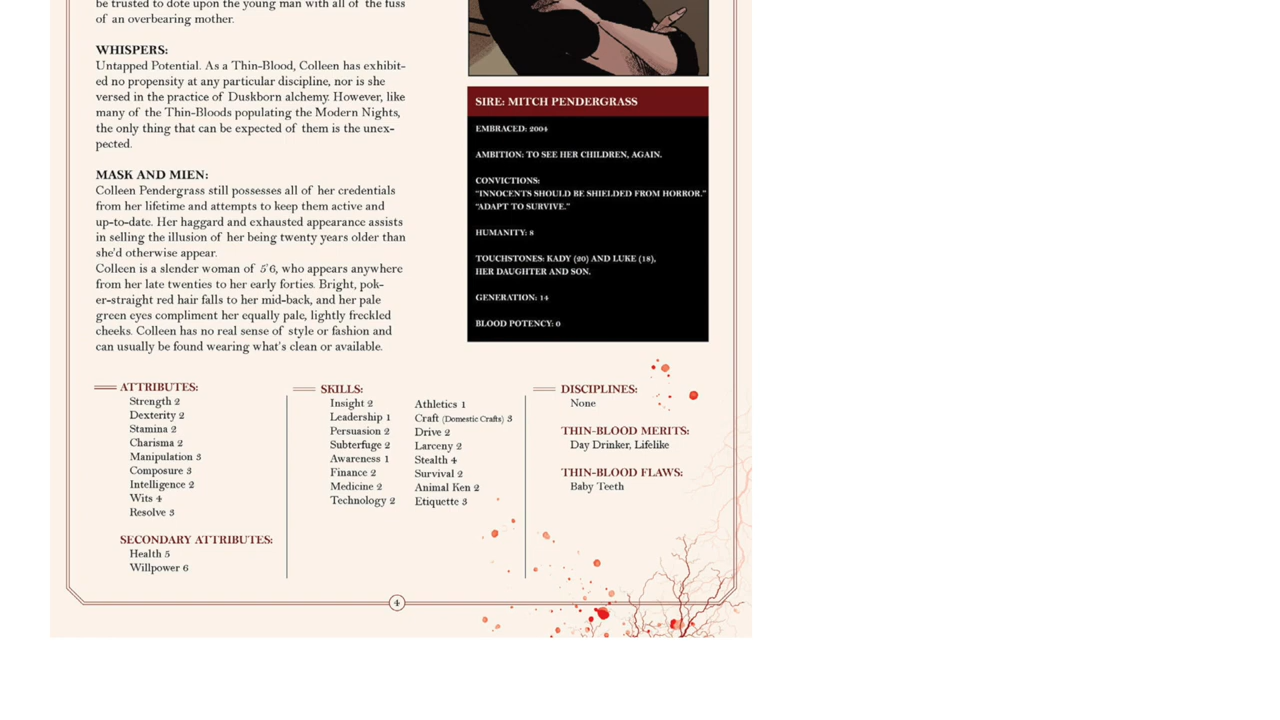 be trusted to dote upon the young man with all of the fuss
of an overbearing mother.
WHISPERS:
Untapped Potential. As a Thin-Blood, Colleen has exhibit-
ed no propensity at any particular discipline, nor is she
versed in the practice of Duskborn alchemy. However, like
many of the Thin-Bloods populating the Modern Nights,
the only thing that can be expected of them is the unex-
pected.
MASK AND MIEN:
Colleen Pendergrass still possesses all of her credentials
from her lifetime and attempts to keep them active and
up-to-date. Her haggard and exhausted appearance assists
in selling the illusion of her being twenty years older than
she'd otherwise appear.
Colleen is a slender woman of 5'6, who appears anywhere
from her late twenties to her early forties. Bright, pok-
er-straight red hair falls to her mid-back, and her pale
green eyes compliment her equally pale, lightly freckled
cheeks. Colleen has no real sense of style or fashion and
can usually be found wearing what's clean or available.
SIRE: MITCH PENDERGRASS
EMBRACED: 2004
AMBITION: TO SEE HER CHILDREN, AGAIN.
CONVICTIONS:
"INNOCENTS SHOULD BE SHIELDED FROM HORROR."
"ADAPT TO SURVIVE."
HUMANITY: 8
TOUCHSTONES: KADY (20) AND LUKE (18),
HER DAUGHTER AND SON.
GENERATION: 14
BLOOD POTENCY: 0
ATTRIBUTES:
Strength 2
Dexterity 2
Stamina 2
Charisma 2
Manipulation 3
Composure 3
Intelligence 2
Wits 4
Resolve 3
SECONDARY ATTRIBUTES:
Health 5
Willpower 6
SKILLS:
Insight 2
Leadership 1
Persuasion 2
Subterfuge 2
Awareness 1
Finance 2
Medicine 2
Technology 2
Athletics 1
Craft (Domestic Crafts) 3
Drive 2
Larceny 2
Stealth 4
Survival 2
Animal Ken 2
Etiquette 3
DISCIPLINES:
None
THIN-BLOOD MERITS:
Day Drinker, Lifelike
THIN-BLOOD FLAWS:
Baby Teeth
4